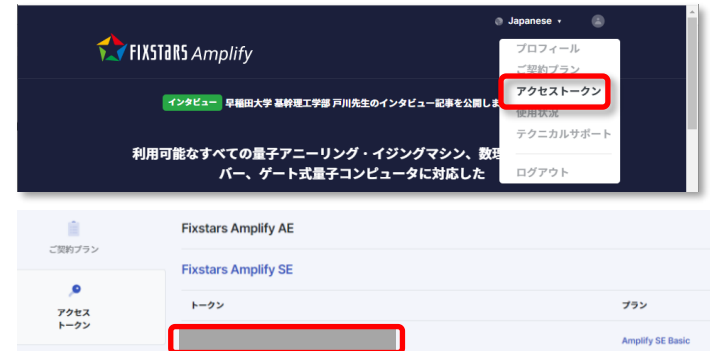 Japanese
FIXSTARS Amplify
プロフィール
ご契約プラン
アクセストークン
使用状況
テクニカルサポート
ログアウト
インタビュー 早稲田大学 基幹理工学部 戸川先生のインタビュー記事を公開しま
利用可能なすべての量子アニーリング・イジングマシン、数理
バー、ゲート式量子コンピュータに対応した
ご契約プラン
アクセス
トークン
Fixstars Amplify AE
Fixstars Amplify SE
トークン
プラン
Amplify SE Basic